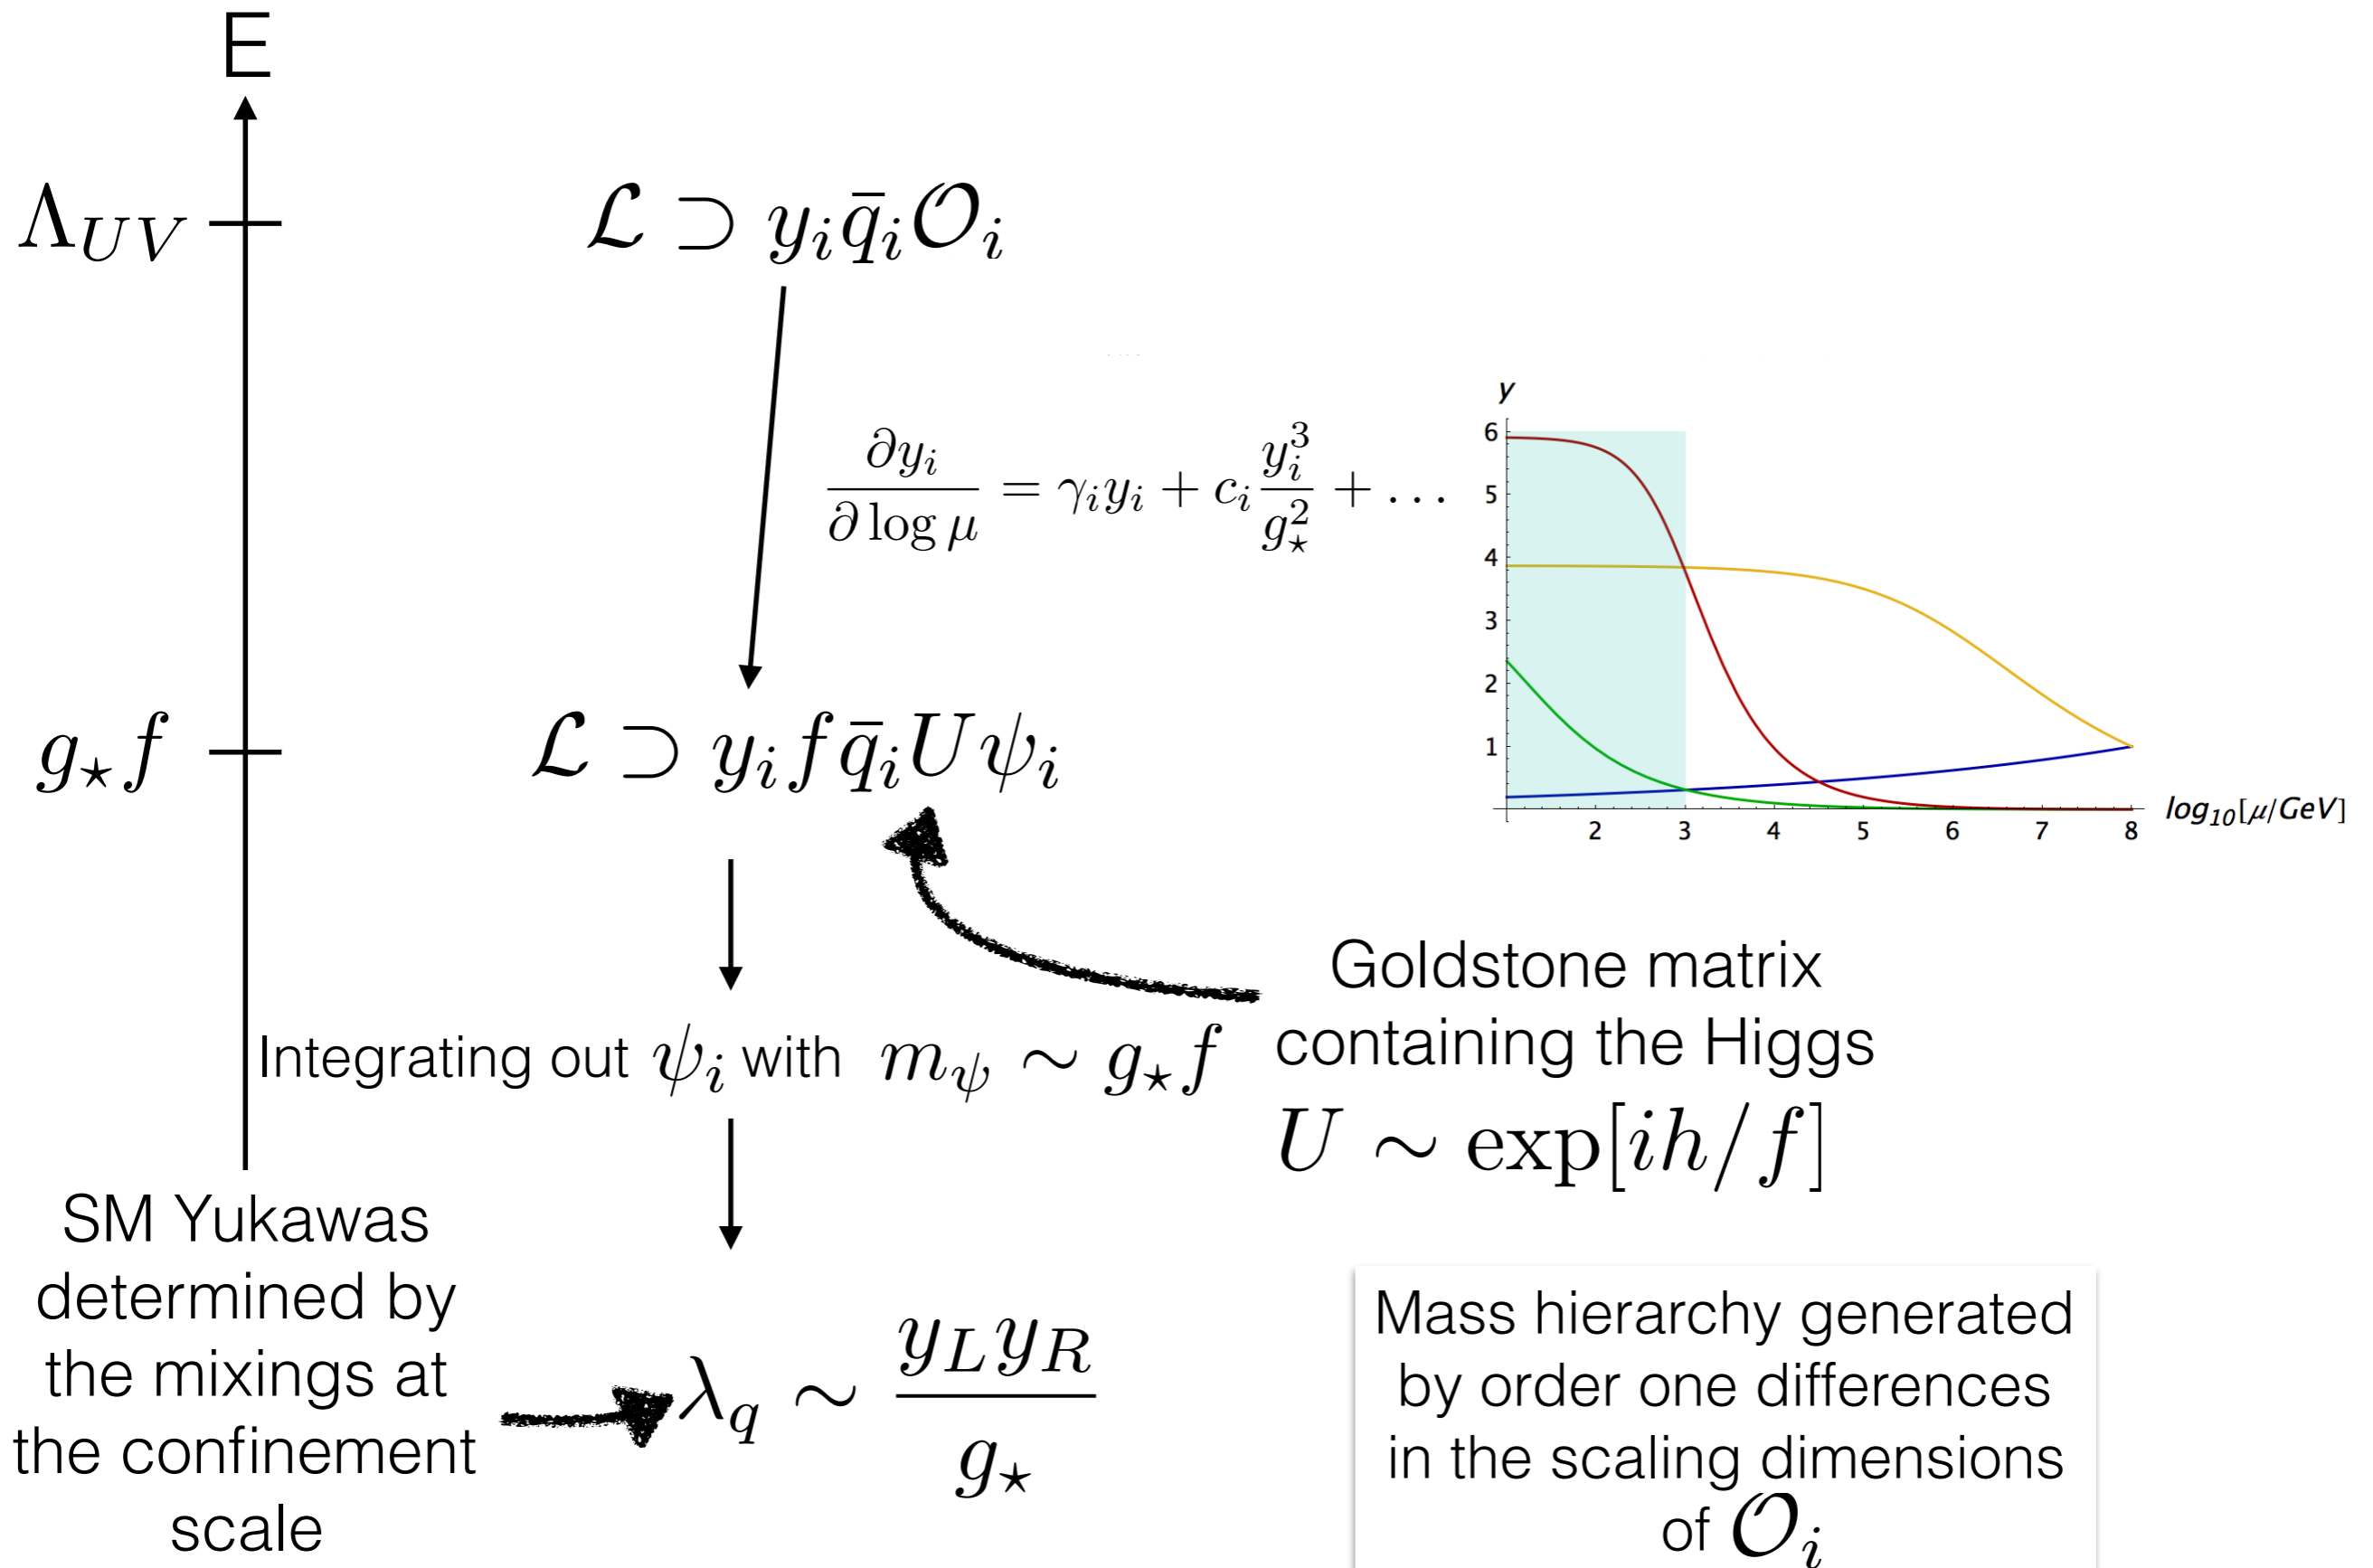 E
Λ_{UV}
ℒ ⊃ y_i q̄_i 𝒪_i
∂y_i / ∂ log μ = γ_i y_i + c_i y_i^3 / g_⋆^2 + …
y
6
5
4
3
2
1
2 3 4 5 6 7 8
log_{10}[μ/GeV]
g_⋆ f
ℒ ⊃ y_i f q̄_i U ψ_i
Goldstone matrix
containing the Higgs
U ∼ exp[ih/f]
Integrating out ψ_i with m_ψ ∼ g_⋆ f
SM Yukawas
determined by
the mixings at
the confinement
scale
λ_q ∼ y_L y_R / g_⋆
Mass hierarchy generated
by order one differences
in the scaling dimensions
of 𝒪_i